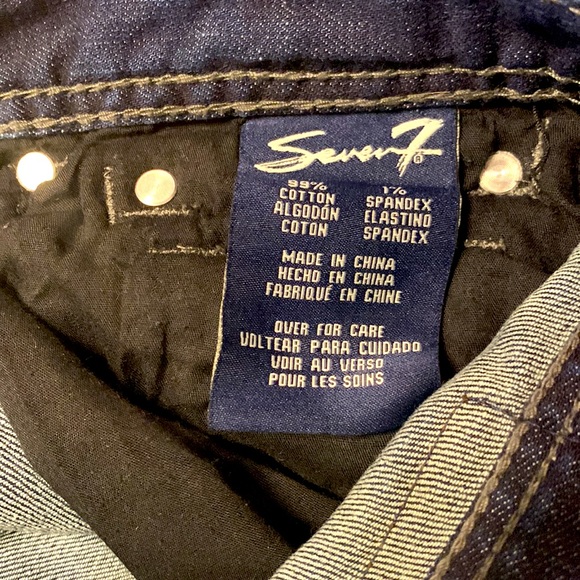 Seven7®
99% 1%
COTTON SPANDEX
ALGODÓN ELASTINO
COTON SPANDEX
MADE IN CHINA
HECHO EN CHINA
FABRIQUÉ EN CHINE
OVER FOR CARE
VOLTEAR PARA CUIDADO
VOIR AU VERSO
POUR LES SOINS